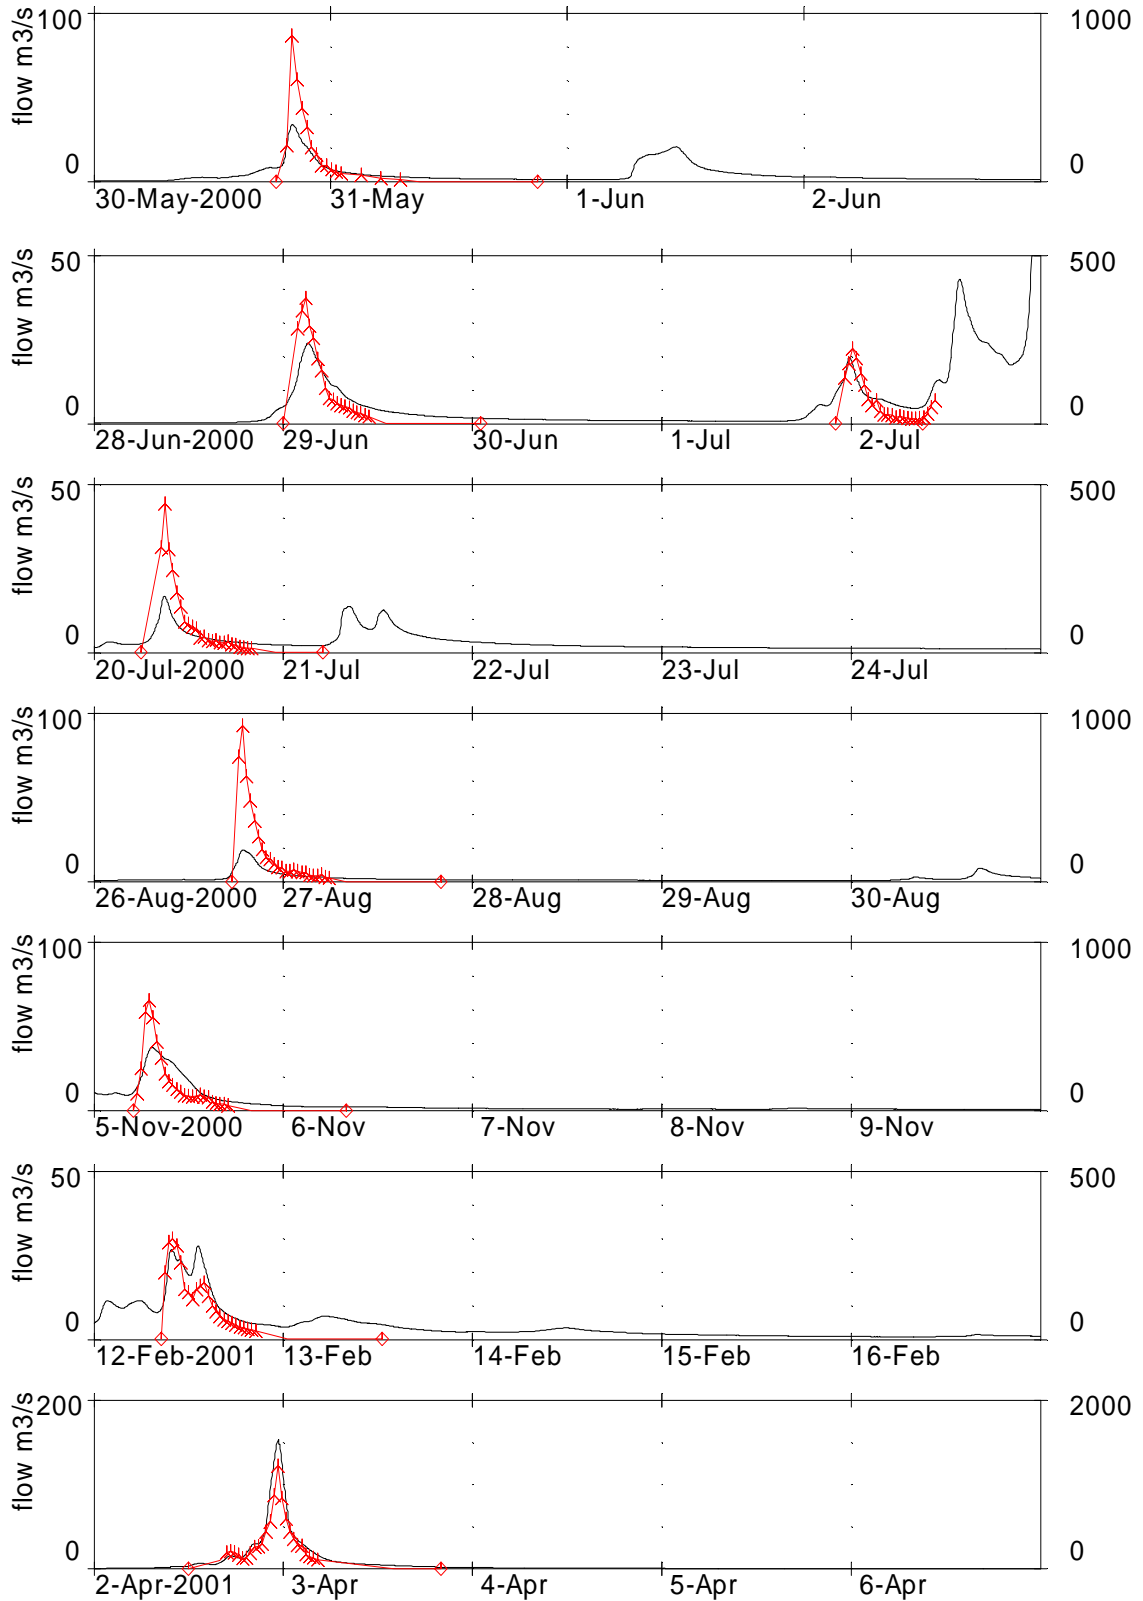 100 1000
flow m3/s
0 0
30-May-2000 31-May 1-Jun 2-Jun
50 500
flow m3/s
0 0
28-Jun-2000 29-Jun 30-Jun 1-Jul 2-Jul
50 500
flow m3/s
0 0
20-Jul-2000 21-Jul 22-Jul 23-Jul 24-Jul
100 1000
flow m3/s
0 0
26-Aug-2000 27-Aug 28-Aug 29-Aug 30-Aug
100 1000
flow m3/s
0 0
5-Nov-2000 6-Nov 7-Nov 8-Nov 9-Nov
50 500
flow m3/s
0 0
12-Feb-2001 13-Feb 14-Feb 15-Feb 16-Feb
200 2000
flow m3/s
0 0
2-Apr-2001 3-Apr 4-Apr 5-Apr 6-Apr